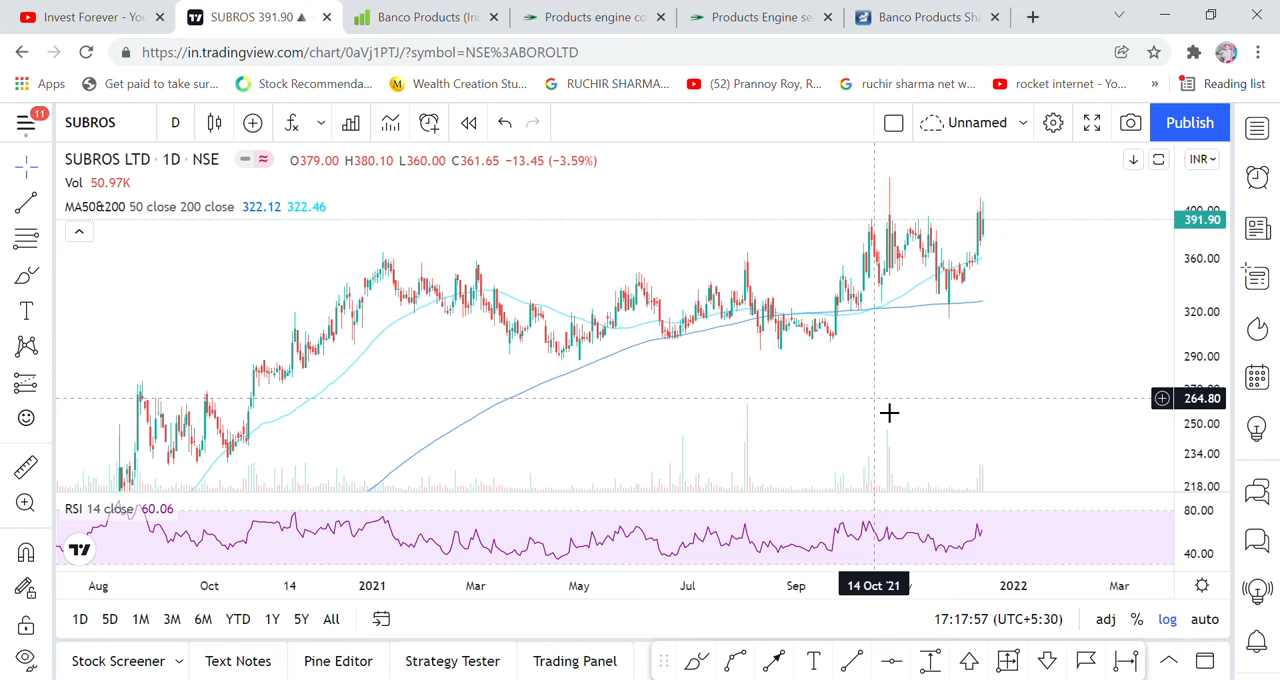 Invest Forever - You
SUBROS 391.90
Banco Products (In
Products engine co
Products Engine se
Banco Products Sha
https://in.tradingview.com/chart/0aVj1PTJ/?symbol=NSE%3ABOROLTD
Apps
Get paid to take sur...
Stock Recommenda...
Wealth Creation Stu...
RUCHIR SHARMA...
(52) Prannoy Roy, R...
ruchir sharma net w...
rocket internet - Yo...
»
Reading list
11
SUBROS
D
Unnamed
Publish
SUBROS LTD · 1D · NSE
O379.00 H380.10 L360.00 C361.65 −13.45 (−3.59%)
INR
Vol 50.97K
MA50&200 50 close 200 close 322.12 322.46
400.00
391.90
360.00
320.00
290.00
264.80
250.00
234.00
218.00
RSI 14 close 60.06
80.00
40.00
Aug
Oct
14
2021
Mar
May
Jul
Sep
14 Oct '21
2022
Mar
1D 5D 1M 3M 6M YTD 1Y 5Y All
17:17:57 (UTC+5:30)
adj % log auto
Stock Screener
Text Notes
Pine Editor
Strategy Tester
Trading Panel